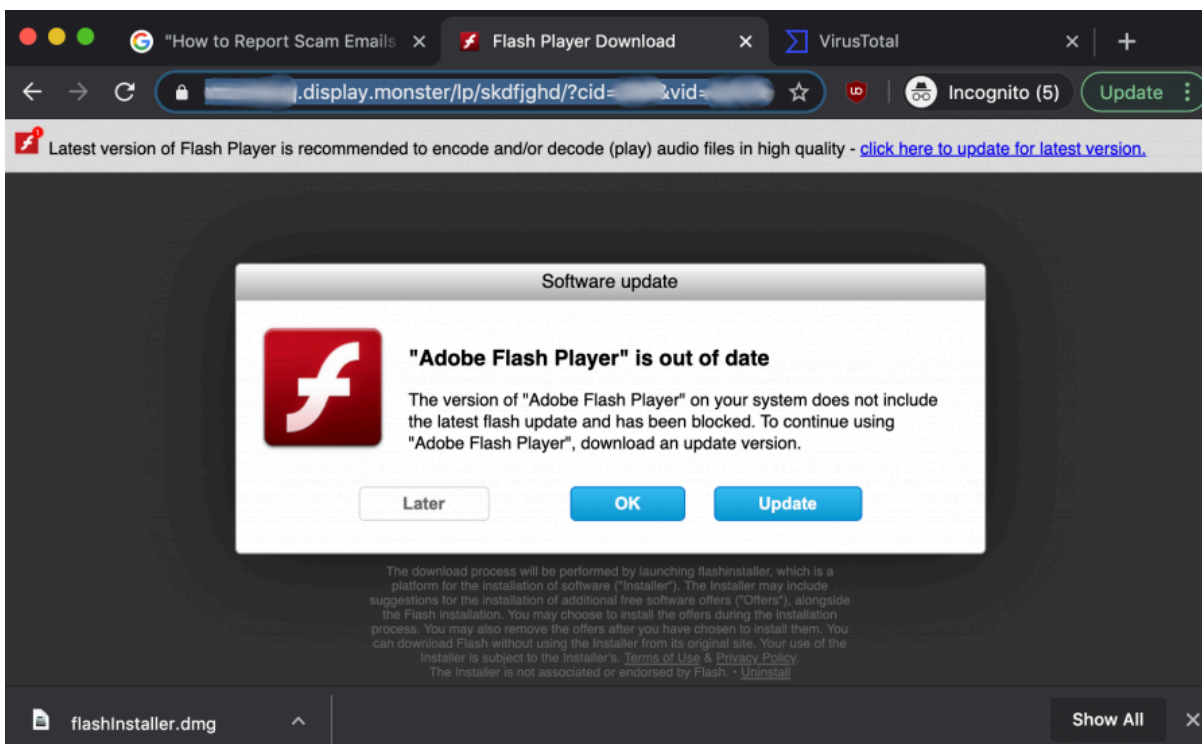 "How to Report Scam Emails
Flash Player Download
VirusTotal
.display.monster/lp/skdfjghd/?cid= &vid=
Incognito (5)
Update
Latest version of Flash Player is recommended to encode and/or decode (play) audio files in high quality - click here to update for latest version.
Software update
"Adobe Flash Player" is out of date
The version of "Adobe Flash Player" on your system does not include
the latest flash update and has been blocked. To continue using
"Adobe Flash Player", download an update version.
Later
OK
Update
The download process will be performed by launching flashinstaller, which is a
platform for the installation of software ("Installer"). The Installer may include
suggestions for the installation of additional free software offers ("Offers"), alongside
the Flash installation. You may choose to install the offers during the installation
process. You may also remove the offers after you have chosen to install them. You
can download Flash without using the Installer from its original site. Your use of the
Installer is subject to the Installer's. Terms of Use & Privacy Policy.
The Installer is not associated or endorsed by Flash. • Uninstall
flashInstaller.dmg
Show All